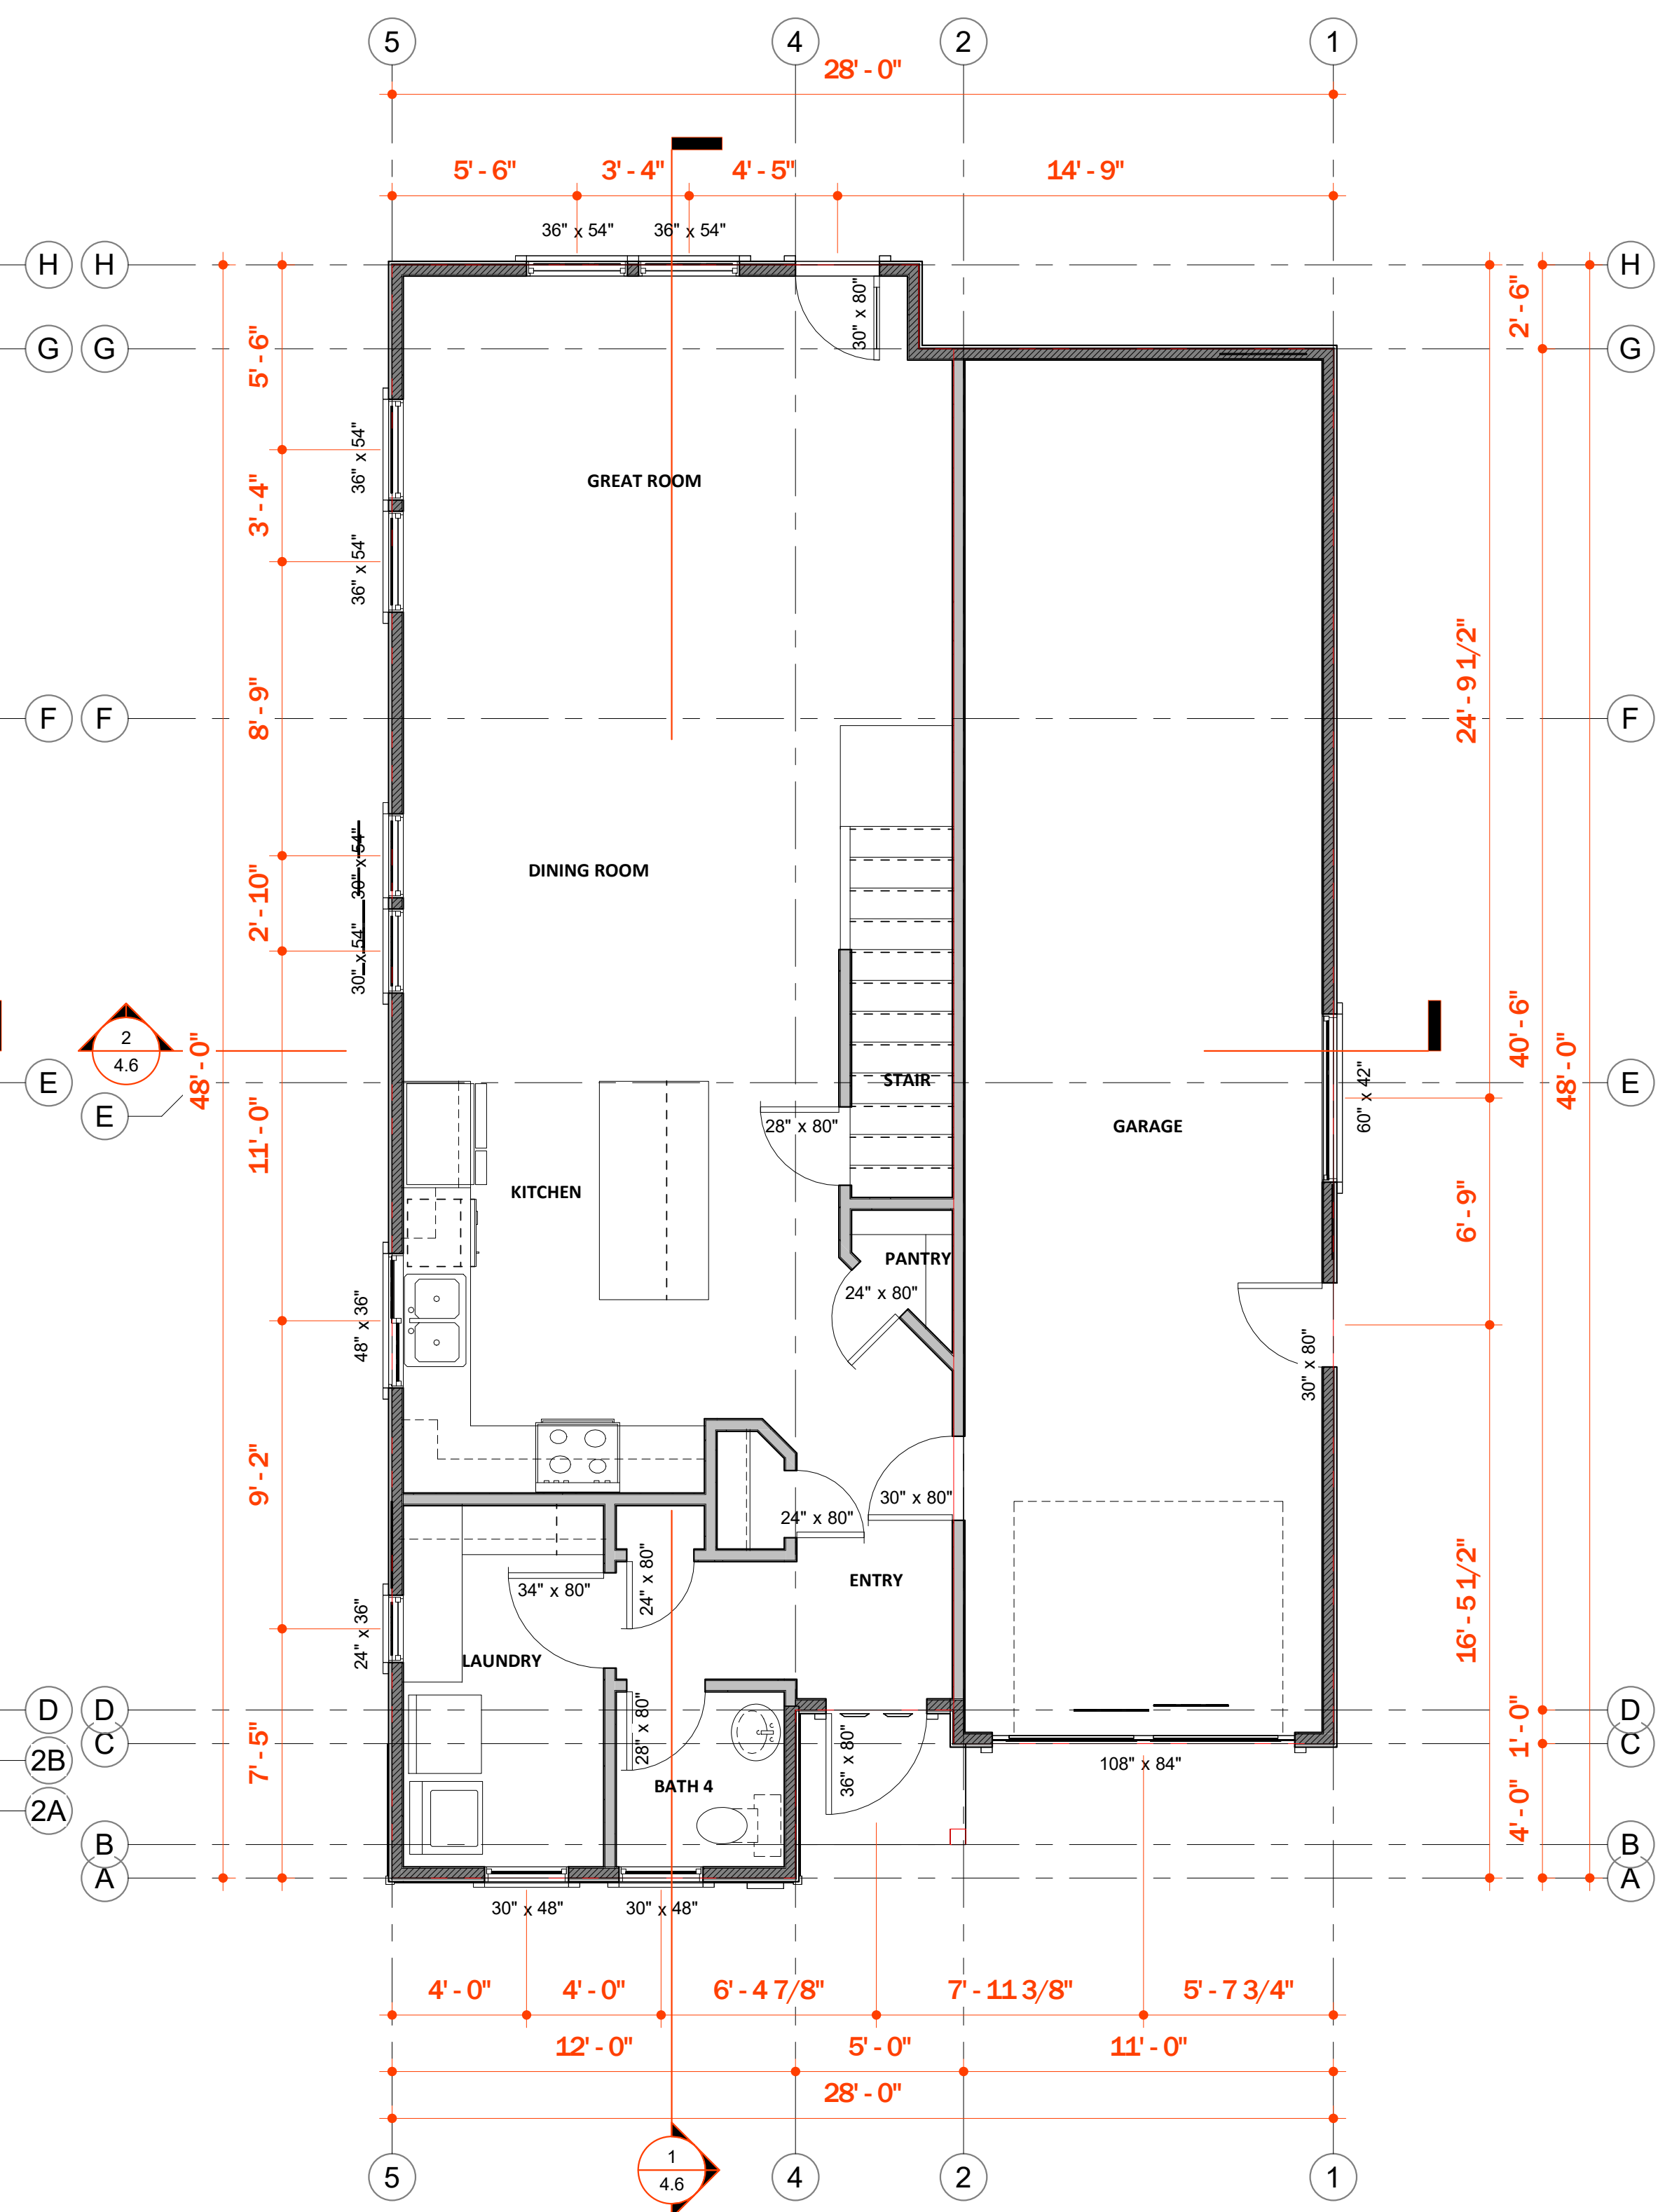 5 4 2 1
28' - 0"
5' - 6" 3' - 4" 4' - 5" 14' - 9"
36" x 54" 36" x 54"
H H H
2' - 6"
30" x 80"
G G G
5' - 6"
36" x 54"
GREAT ROOM
3' - 4"
36" x 54"
24' - 9 1/2"
8' - 9"
F F F
30" x 54"
DINING ROOM
2' - 10"
30" x 54"
2
4.6
48' - 0"
40' - 6"
48' - 0"
E STAIR E
E
60" x 42"
11' - 0"
28" x 80"
GARAGE
KITCHEN
6' - 9"
PANTRY
24" x 80"
48" x 36"
30" x 80"
9' - 2"
30" x 80"
24" x 80"
24" x 80"
34" x 80"
ENTRY
16' - 5 1/2"
24" x 36"
LAUNDRY
D D D
1' - 0"
C C
28" x 80"
36" x 80"
2B
7' - 5"
108" x 84"
BATH 4
2A
4' - 0"
B B
A A
30" x 48" 30" x 48"
4' - 0" 4' - 0" 6' - 4 7/8" 7' - 11 3/8" 5' - 7 3/4"
12' - 0" 5' - 0" 11' - 0"
28' - 0"
1
4.6
5 4 2 1